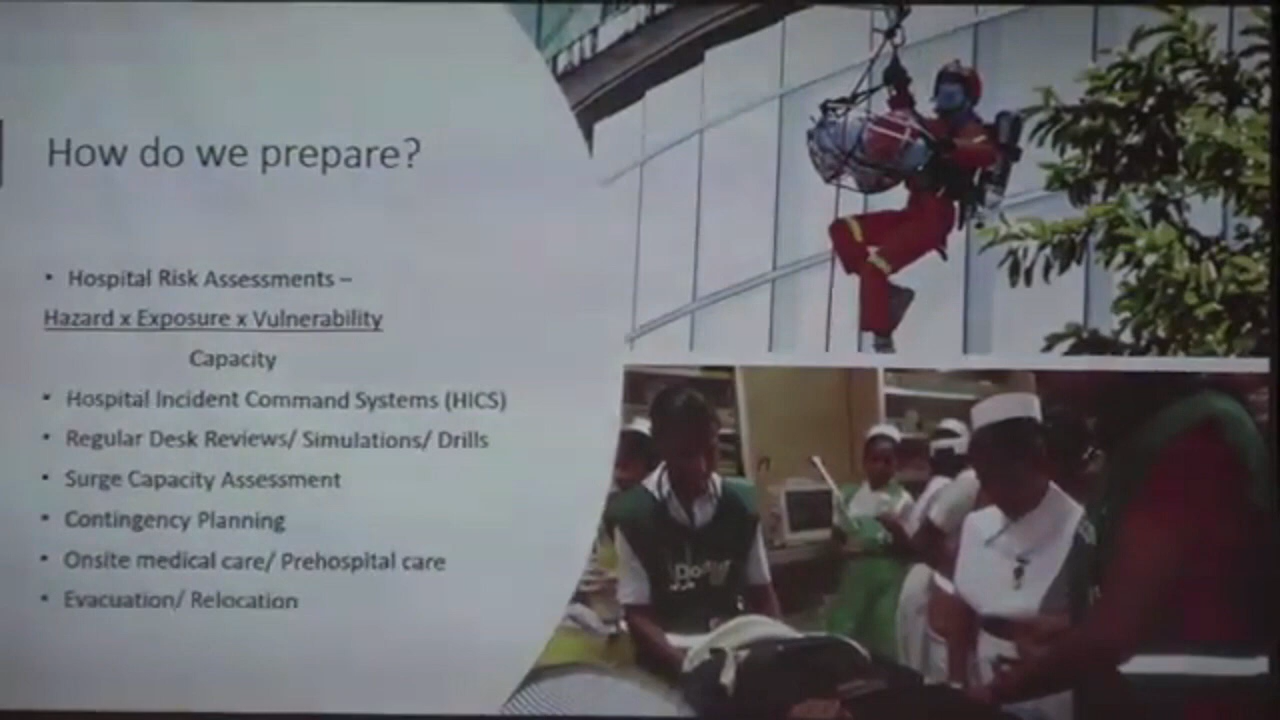 How do we prepare?
• Hospital Risk Assessments –
Hazard x Exposure x Vulnerability
Capacity
• Hospital Incident Command Systems (HICS)
• Regular Desk Reviews/ Simulations/ Drills
• Surge Capacity Assessment
• Contingency Planning
• Onsite medical care/ Prehospital care
• Evacuation/ Relocation